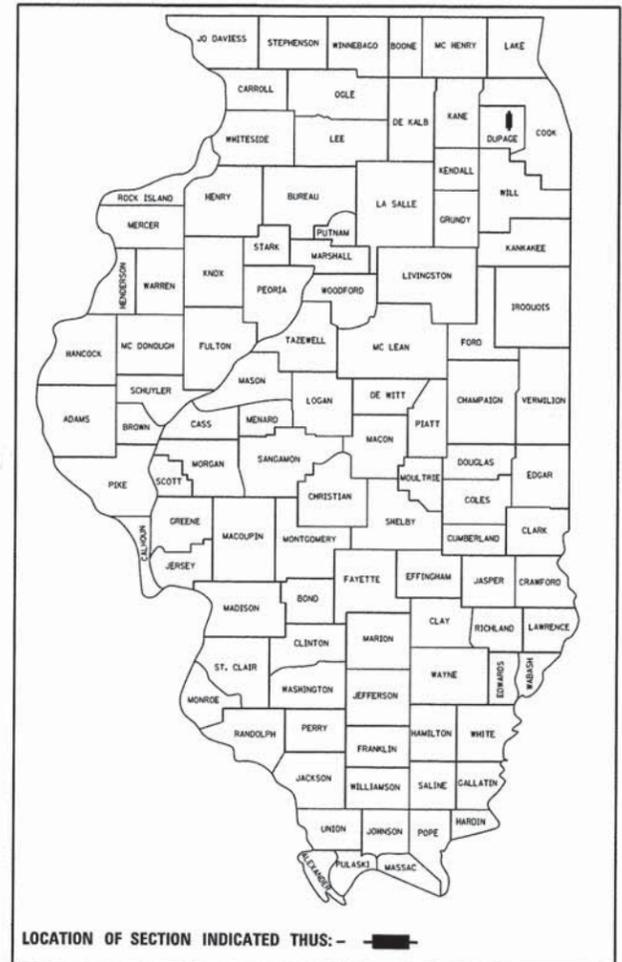 JO DAVIESS
STEPHENSON
WINNEBAGO
BOONE
MC HENRY
LAKE
CARROLL
OGLE
DE KALB
KANE
DUPAGE
COOK
WHITESIDE
LEE
KENDALL
WILL
ROCK ISLAND
HENRY
BUREAU
LA SALLE
GRUNDY
MERCER
PUTNAM
STARK
MARSHALL
KANKAKEE
HENDERSON
WARREN
KNOX
PEORIA
WOODFORD
LIVINGSTON
IROQUOIS
HANCOCK
MC DONOUGH
FULTON
TAZEWELL
MC LEAN
FORD
SCHUYLER
MASON
LOGAN
DE WITT
CHAMPAIGN
VERMILION
ADAMS
BROWN
CASS
MENARD
MACON
PIATT
PIKE
SCOTT
MORGAN
SANGAMON
CHRISTIAN
MOULTRIE
DOUGLAS
EDGAR
COLES
CALHOUN
GREENE
MACOUPIN
MONTGOMERY
SHELBY
CUMBERLAND
CLARK
JERSEY
FAYETTE
EFFINGHAM
JASPER
CRAWFORD
MADISON
BOND
CLAY
RICHLAND
LAWRENCE
CLINTON
MARION
ST. CLAIR
WAYNE
EDWARDS
WABASH
MONROE
WASHINGTON
JEFFERSON
RANDOLPH
PERRY
FRANKLIN
HAMILTON
WHITE
JACKSON
WILLIAMSON
SALINE
GALLATIN
UNION
JOHNSON
POPE
HARDIN
ALEXANDER
PULASKI
MASSAC
LOCATION OF SECTION INDICATED THUS: -